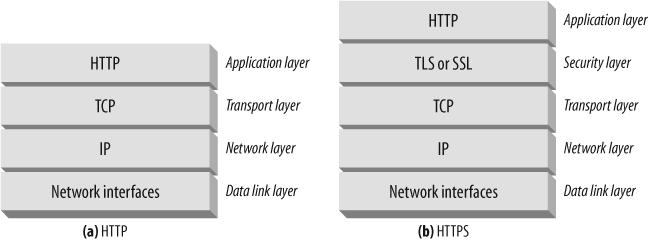 HTTP Application layer
TLS or SSL Security layer
TCP Transport layer
IP Network layer
Network interfaces Data link layer
(b) HTTPS
HTTP Application layer
TCP Transport layer
IP Network layer
Network interfaces Data link layer
(a) HTTP